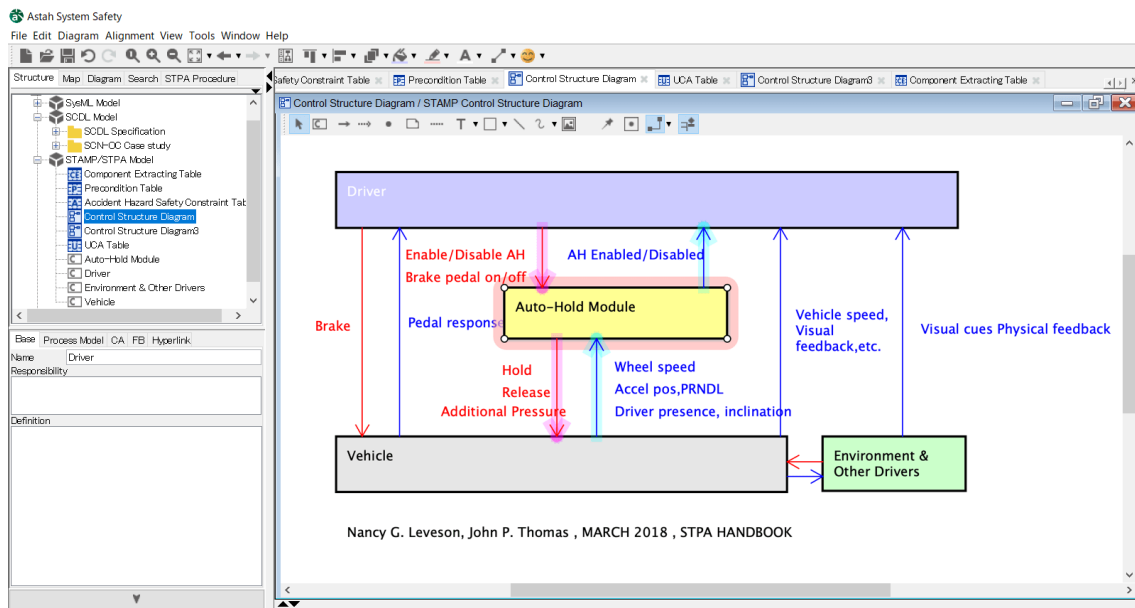 Astah System Safety
File Edit Diagram Alignment View Tools Window Help
Structure Map Diagram Search STPA Procedure
SysML Model
SCDL Model
SCDL Specification
SCN-OC Case study
STAMP/STPA Model
Component Extracting Table
Precondition Table
Accident Hazard Safety Constraint Tab
Control Structure Diagram
Control Structure Diagram3
UCA Table
Auto-Hold Module
Driver
Environment & Other Drivers
Vehicle
Base Process Model CA FB Hyperlink
Name Driver
Responsibility
Definition
Safety Constraint Table Precondition Table Control Structure Diagram UCA Table Control Structure Diagram3 Component Extracting Table
Control Structure Diagram / STAMP Control Structure Diagram
Driver
Enable/Disable AH
Brake pedal on/off
AH Enabled/Disabled
Auto-Hold Module
Brake
Pedal response
Vehicle speed,
Visual
feedback,etc.
Visual cues Physical feedback
Hold
Release
Additional Pressure
Wheel speed
Accel pos,PRNDL
Driver presence, inclination
Vehicle
Environment &
Other Drivers
Nancy G. Leveson, John P. Thomas , MARCH 2018 , STPA HANDBOOK